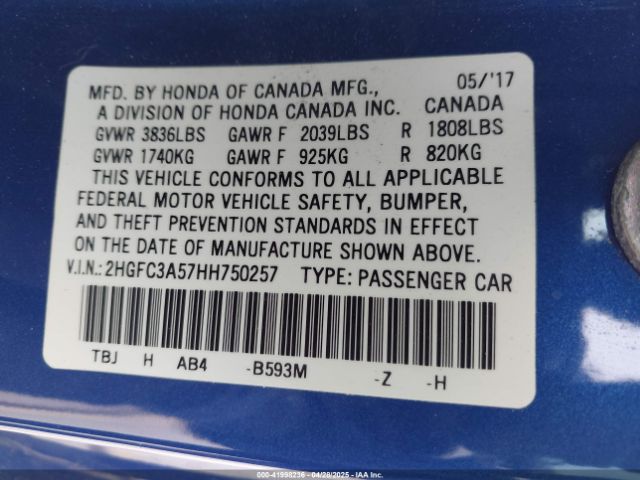 MFD. BY HONDA OF CANADA MFG., 05/'17
A DIVISION OF HONDA CANADA INC. CANADA
GVWR 3836LBS GAWR F 2039LBS R 1808LBS
GVWR 1740KG GAWR F 925KG R 820KG
THIS VEHICLE CONFORMS TO ALL APPLICABLE
FEDERAL MOTOR VEHICLE SAFETY, BUMPER,
AND THEFT PREVENTION STANDARDS IN EFFECT
ON THE DATE OF MANUFACTURE SHOWN ABOVE.
V.I.N.: 2HGFC3A57HH750257 TYPE: PASSENGER CAR
TBJ H AB4 -B593M -Z -H
000-41998236 - 04/28/2025 - IAAI.COM